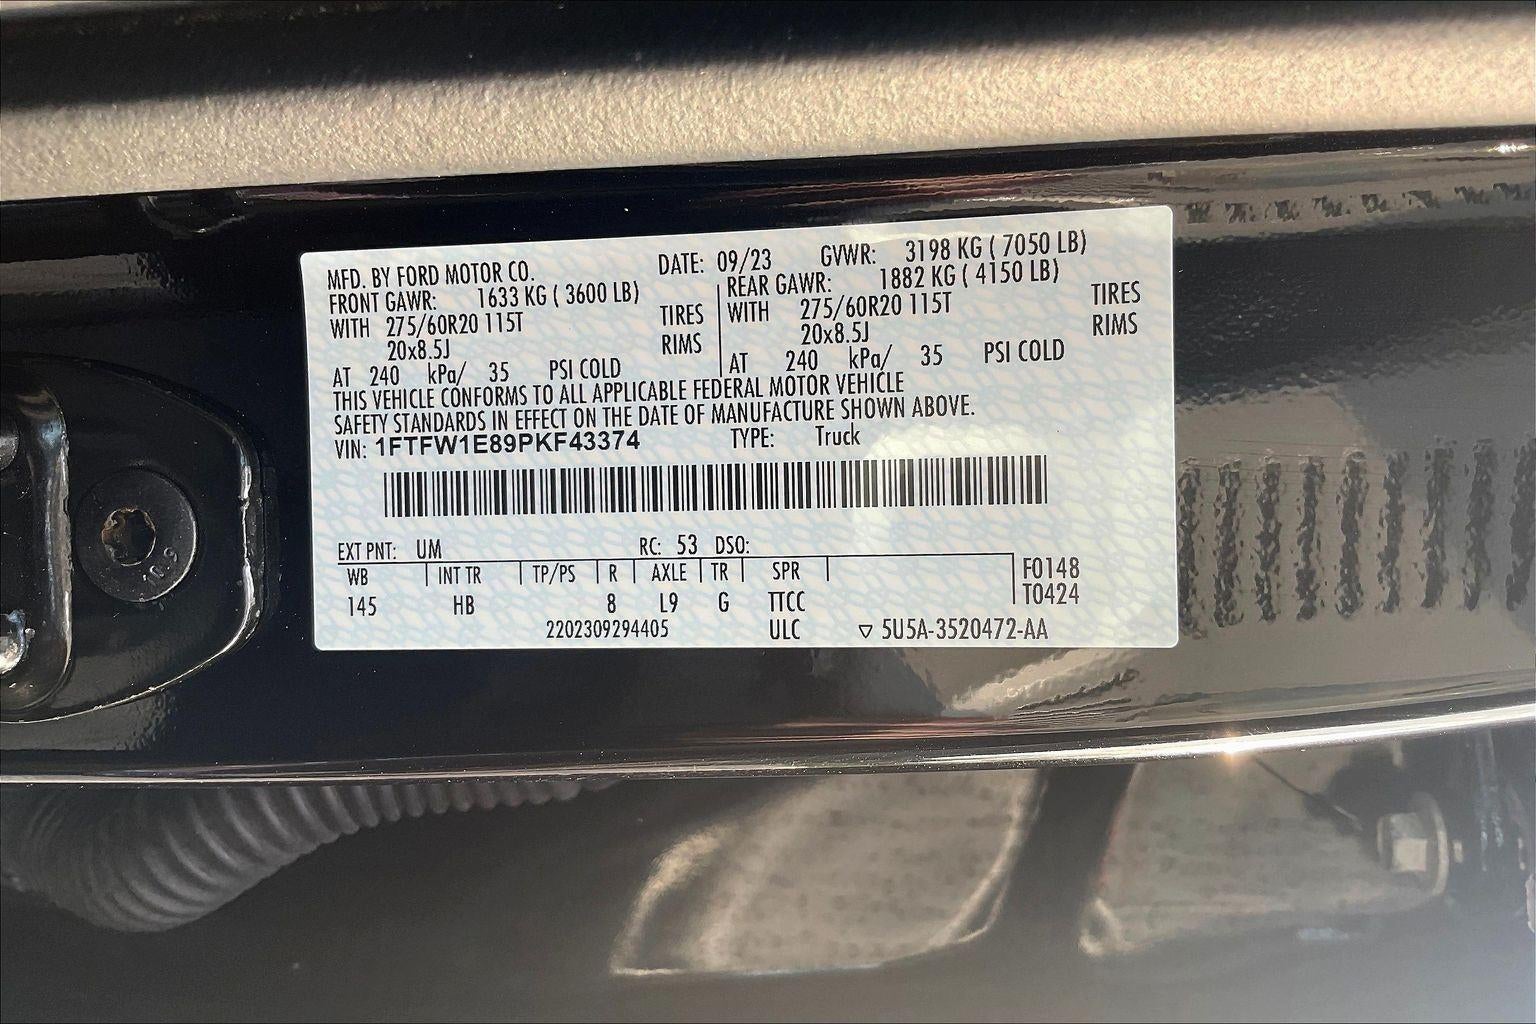 MFD. BY FORD MOTOR CO. DATE: 09/23 GVWR: 3198 KG ( 7050 LB)
FRONT GAWR: 1633 KG ( 3600 LB) REAR GAWR: 1882 KG ( 4150 LB)
WITH 275/60R20 115T TIRES WITH 275/60R20 115T TIRES
20x8.5J RIMS 20x8.5J RIMS
AT 240 kPa/ 35 PSI COLD AT 240 kPa/ 35 PSI COLD
THIS VEHICLE CONFORMS TO ALL APPLICABLE FEDERAL MOTOR VEHICLE
SAFETY STANDARDS IN EFFECT ON THE DATE OF MANUFACTURE SHOWN ABOVE.
VIN: 1FTFW1E89PKF43374 TYPE: Truck
EXT PNT: UM RC: 53 DSO:
WB INT TR TP/PS R AXLE TR SPR F0148
145 HB 8 L9 G TTCC T0424
2202309294405 ULC ▽ 5U5A-3520472-AA
10.9